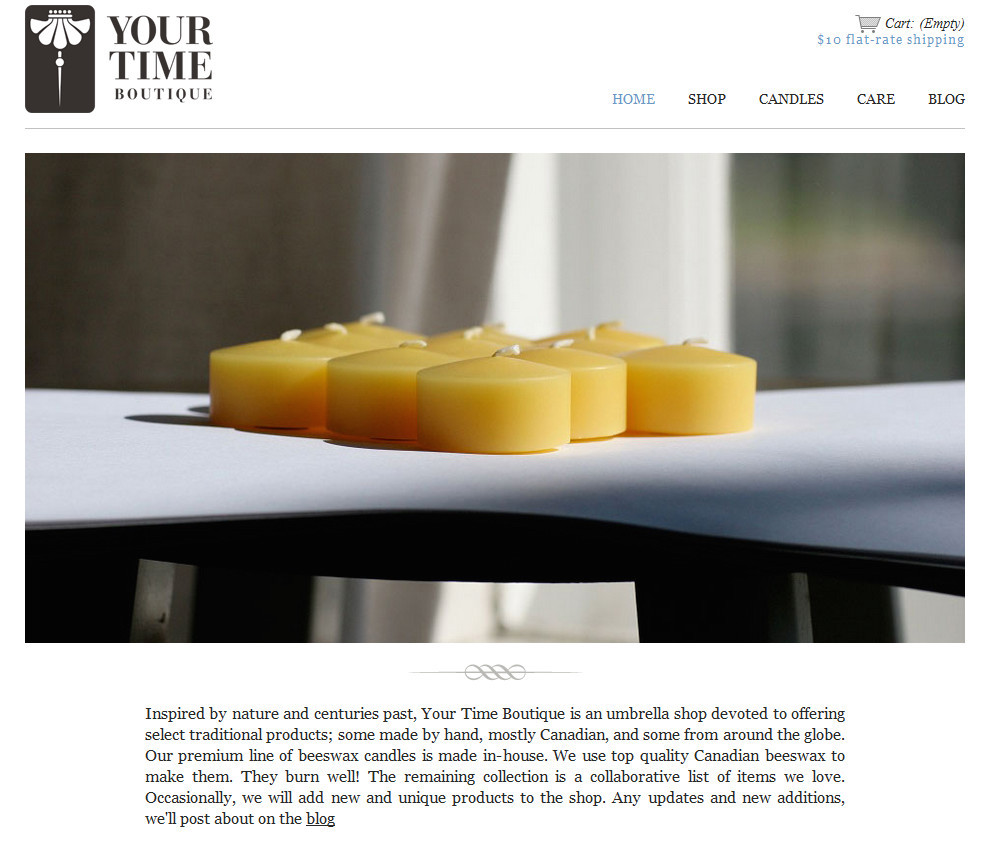 YOUR
TIME
BOUTIQUE
Cart: (Empty)
$10 flat-rate shipping
HOME SHOP CANDLES CARE BLOG
Inspired by nature and centuries past, Your Time Boutique is an umbrella shop devoted to offering
select traditional products; some made by hand, mostly Canadian, and some from around the globe.
Our premium line of beeswax candles is made in-house. We use top quality Canadian beeswax to
make them. They burn well! The remaining collection is a collaborative list of items we love.
Occasionally, we will add new and unique products to the shop. Any updates and new additions,
we'll post about on the blog